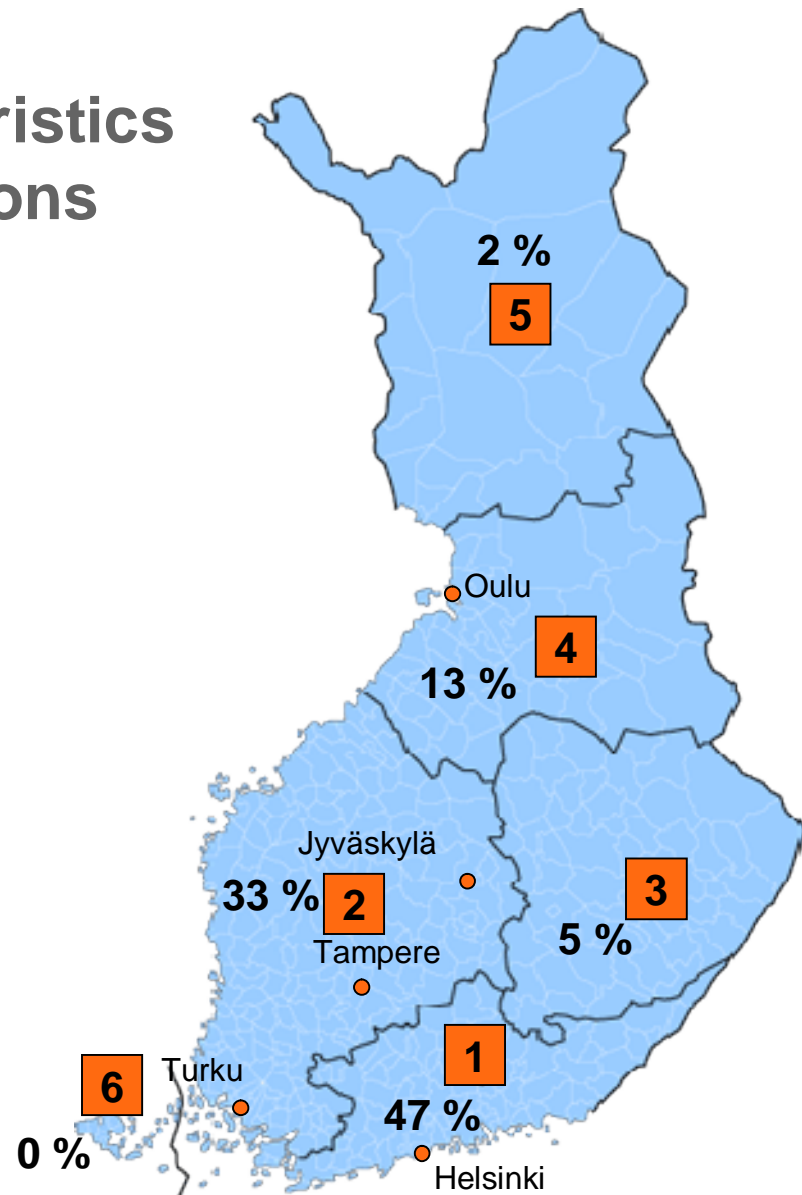 ristics
ons
2 %
5
Oulu
4
13 %
Jyväskylä
33 %
2
3
5 %
Tampere
1
6
Turku
47 %
0 %
Helsinki